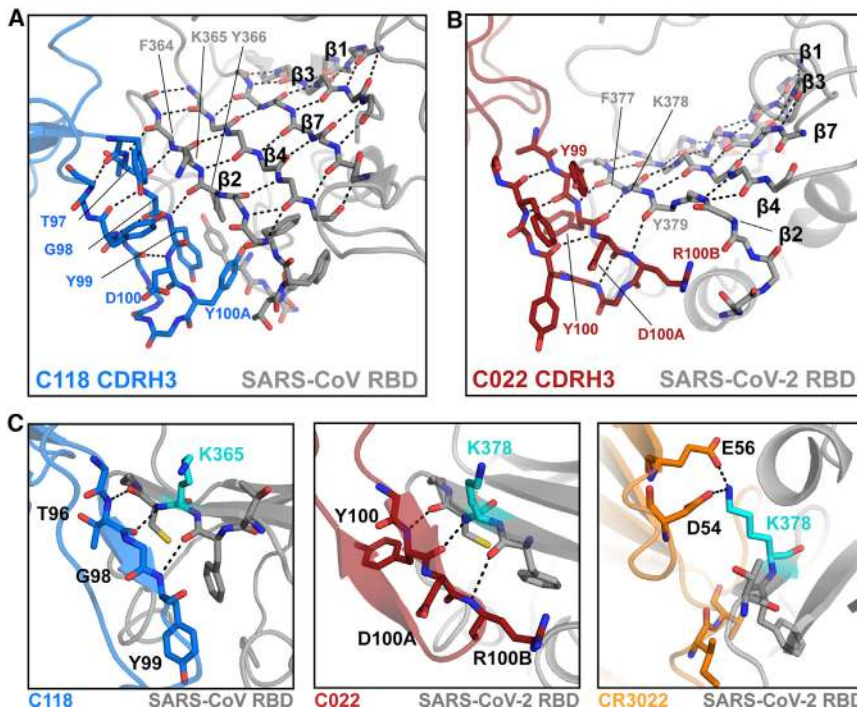 A
F364
K365 Y366
β1
β3
β7
β4
β2
T97
G98
Y99
D100
Y100A
C118 CDRH3 SARS-CoV RBD
B
β1
β3
F377
K378
β7
Y99
β4
Y379
β2
R100B
Y100
D100A
C022 CDRH3 SARS-CoV-2 RBD
C
K365
T96
G98
Y99
C118 SARS-CoV RBD
K378
Y100
D100A
R100B
C022 SARS-CoV-2 RBD
E56
D54
K378
CR3022 SARS-CoV-2 RBD